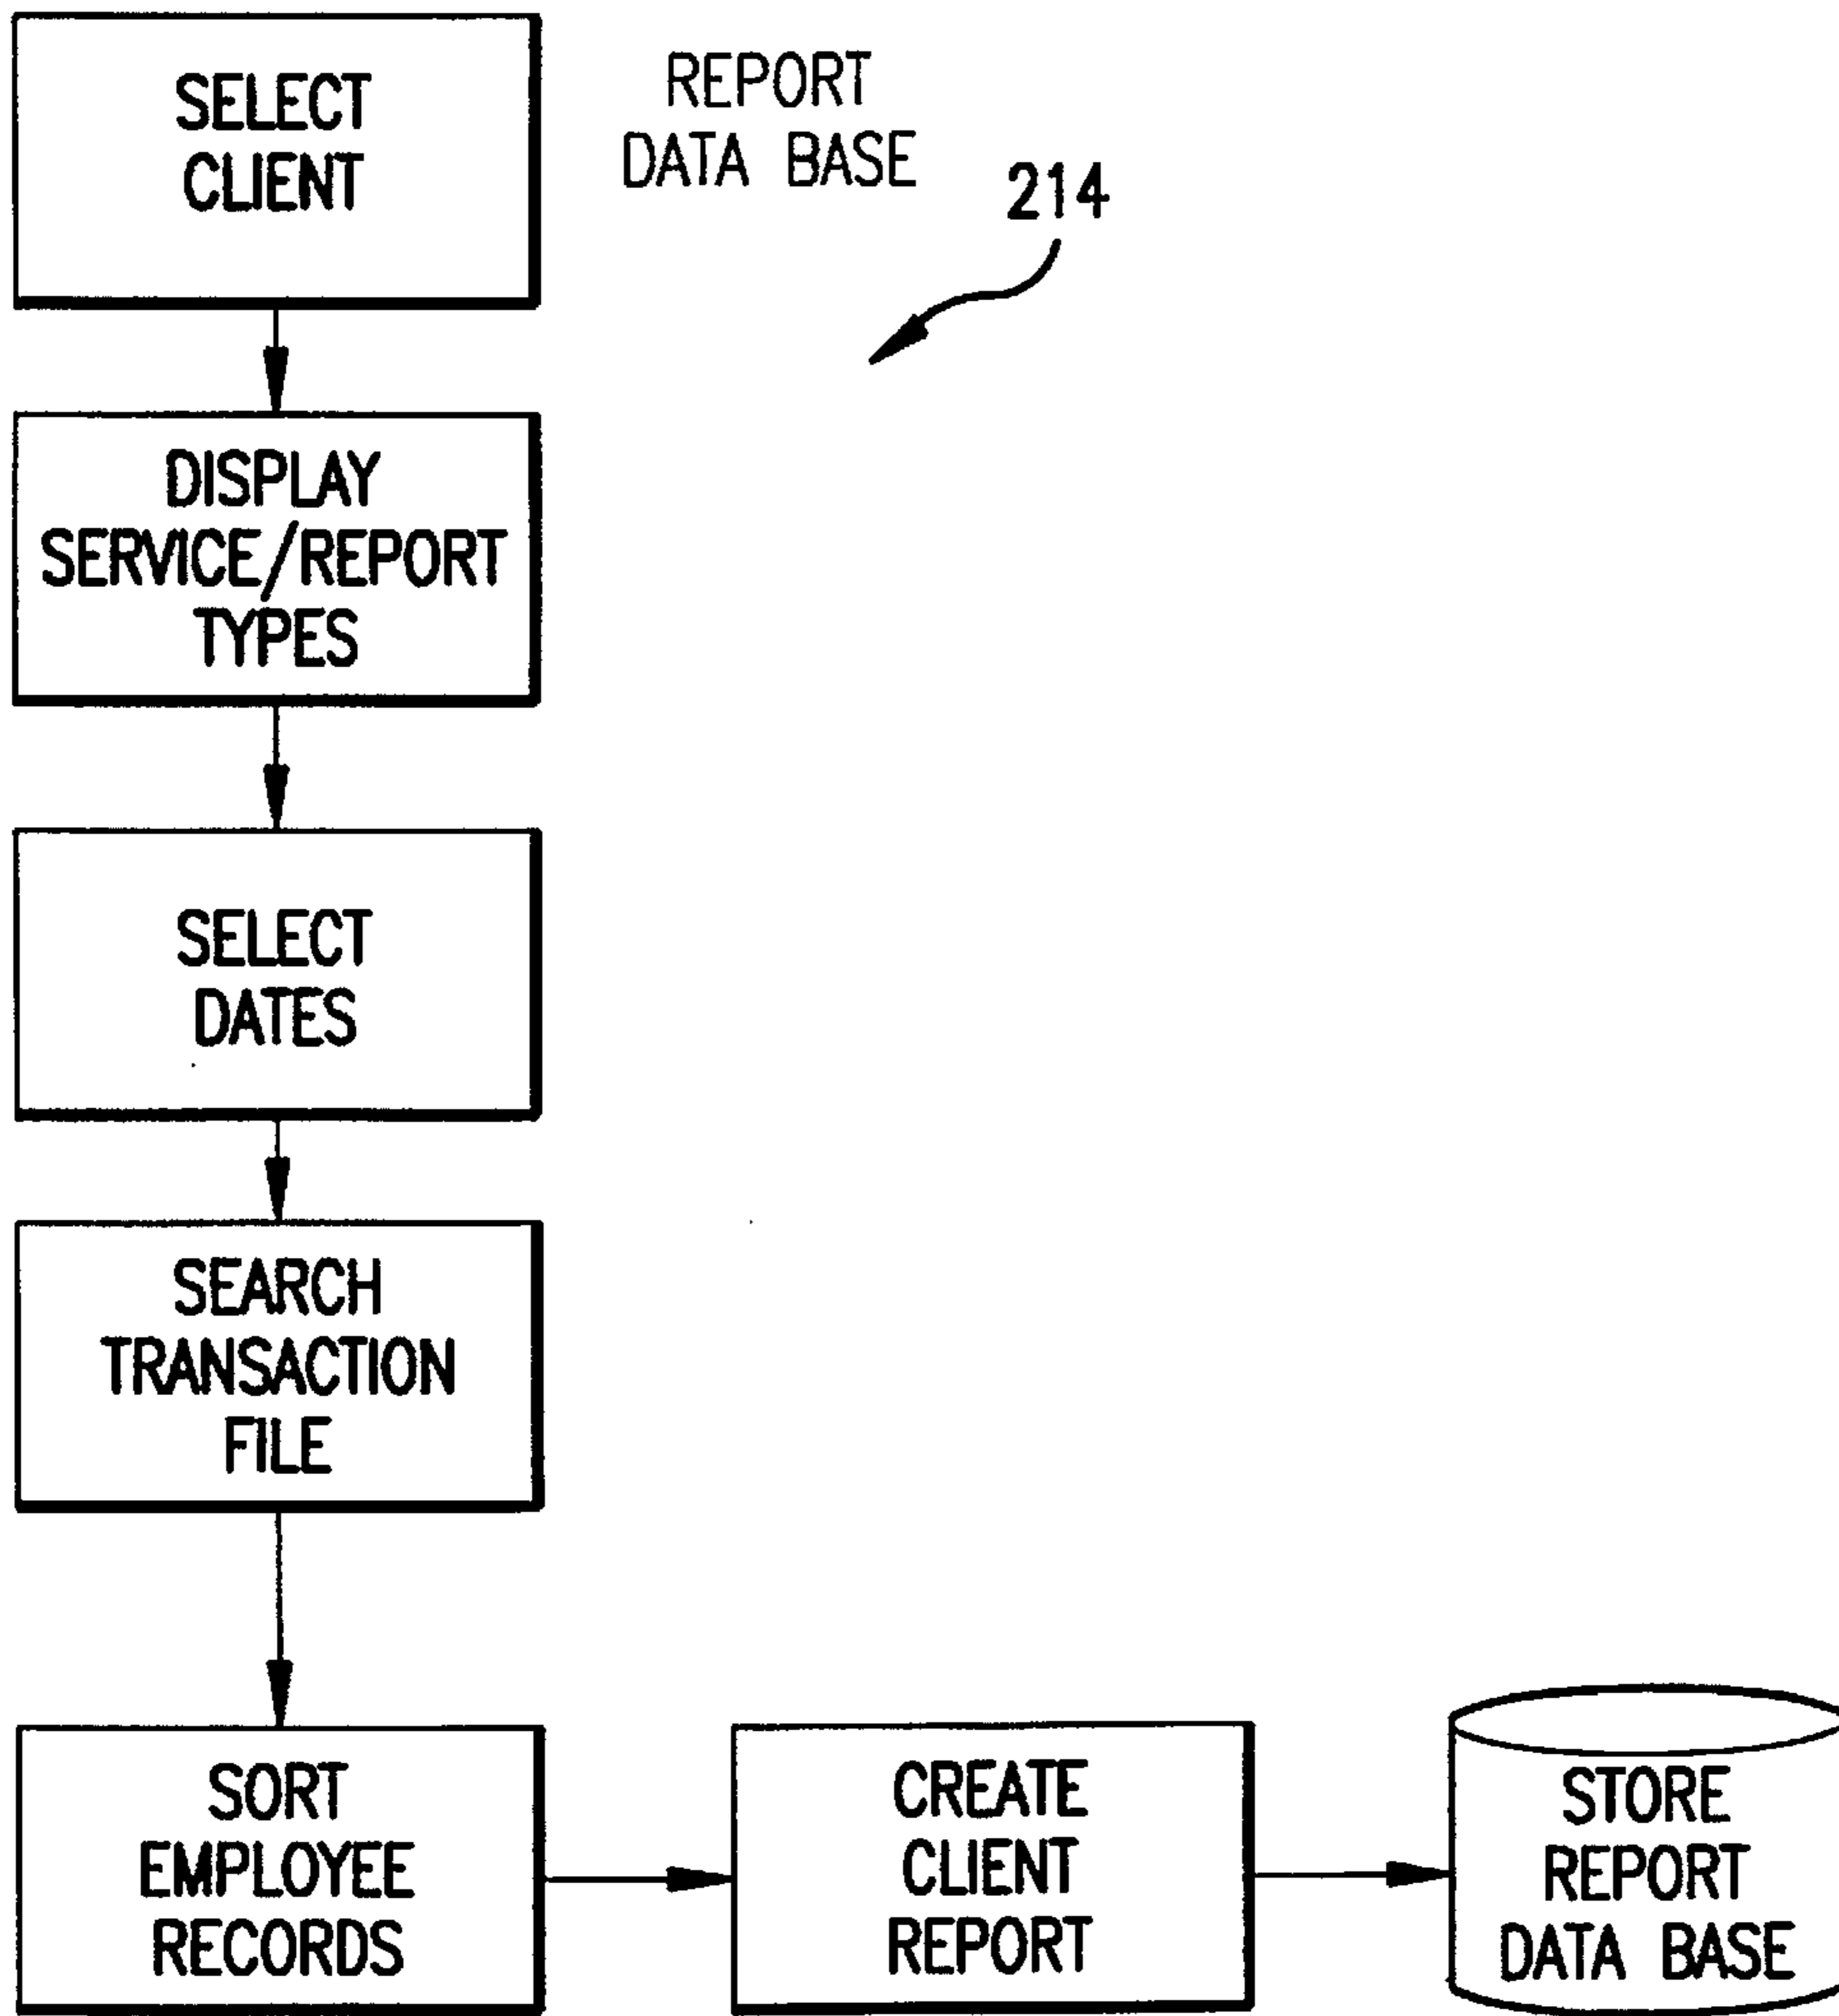 SELECT
CLIENT
REPORT
DATA BASE
214
DISPLAY
SERVICE/REPORT
TYPES
SELECT
DATES
SEARCH
TRANSACTION
FILE
SORT
EMPLOYEE
RECORDS
CREATE
CLIENT
REPORT
STORE
REPORT
DATA BASE